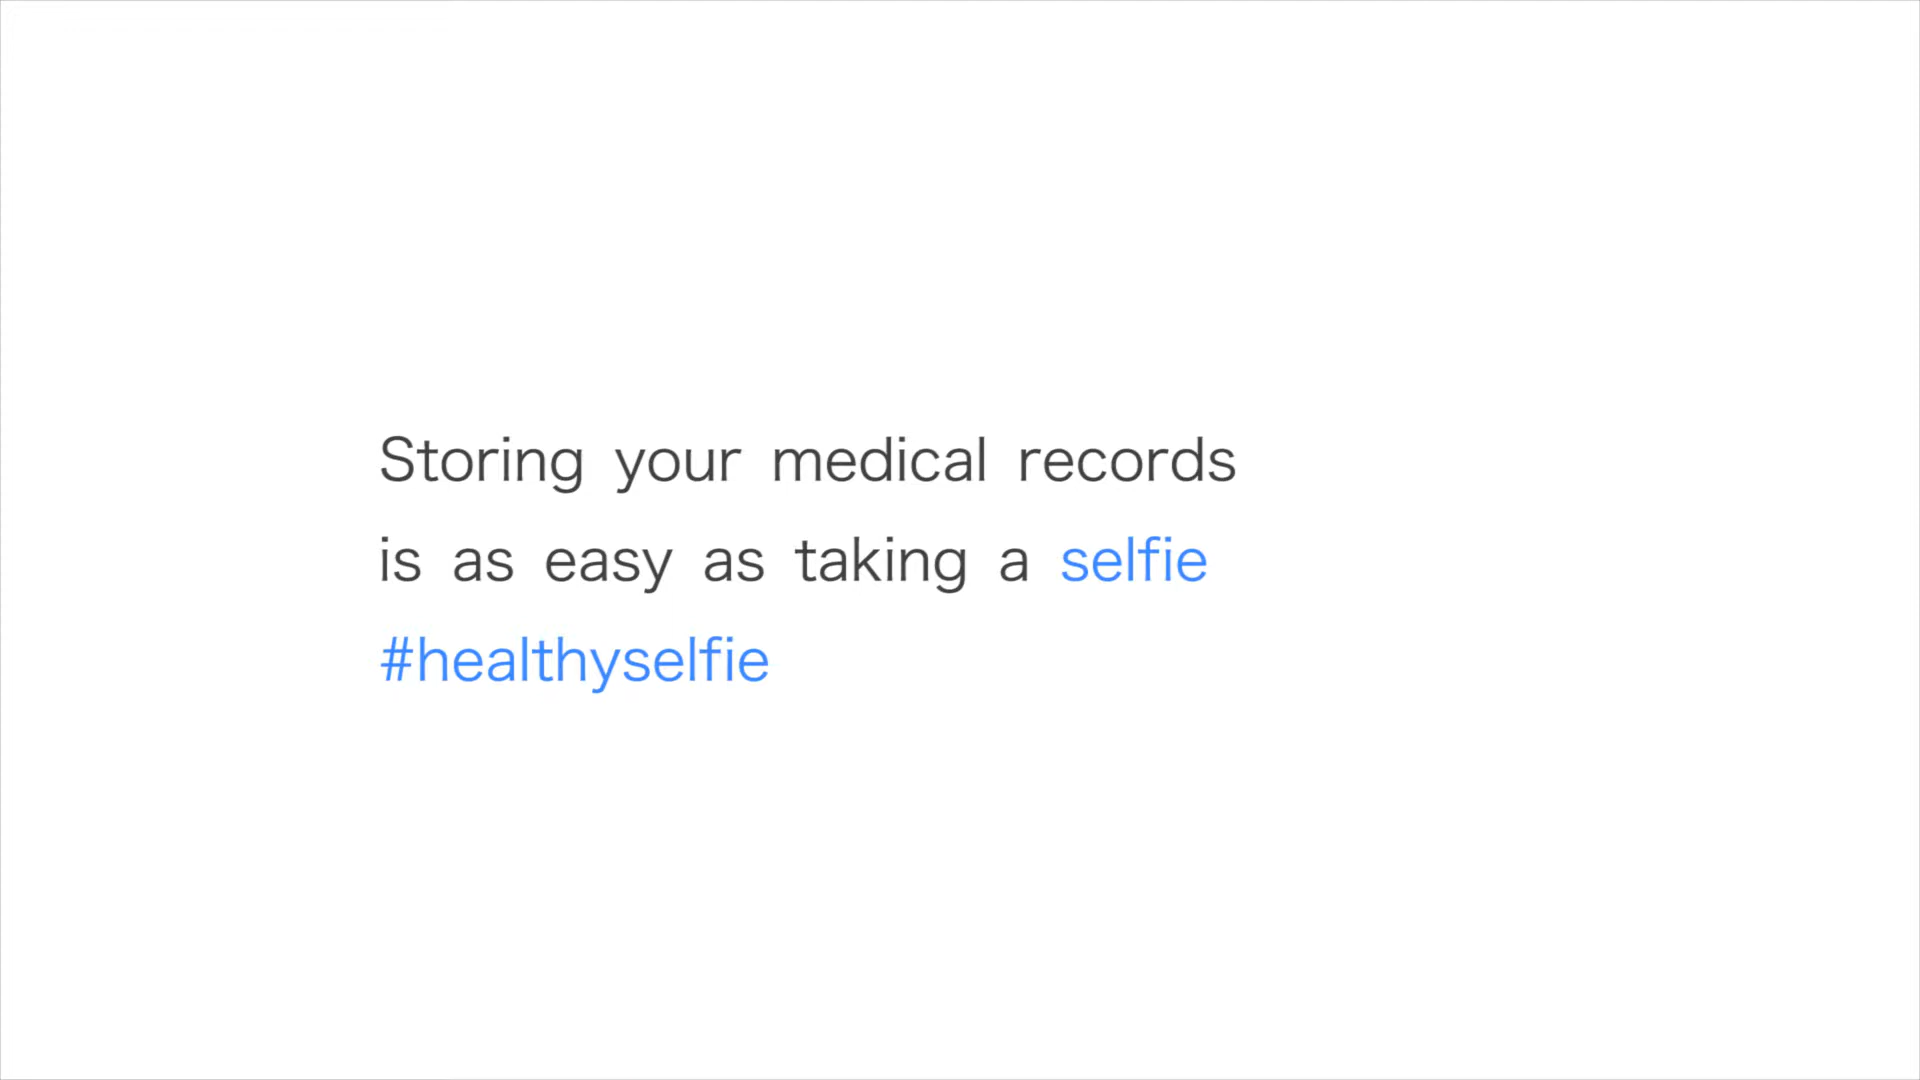 Storing your medical records
is as easy as taking a selfie
#healthyselfie